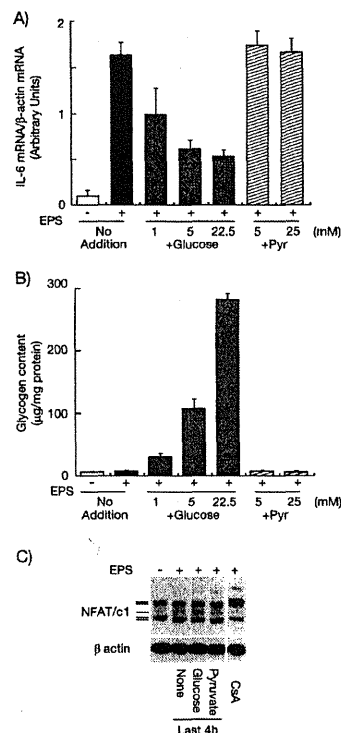 A)
IL-6 mRNA/β-actin mRNA
(Arbitrary Units)
2
1
0
EPS - + + + + + +
No Addition 1 5 22.5 5 25 (mM)
+Glucose +Pyr
B)
Glycogen content
(μg/mg protein)
300
200
100
0
EPS - + + + + + +
No Addition 1 5 22.5 5 25 (mM)
+Glucose +Pyr
C)
EPS - + + + +
NFAT/c1
β actin
None
Glucose
Pyruvate
CsA
Last 4h